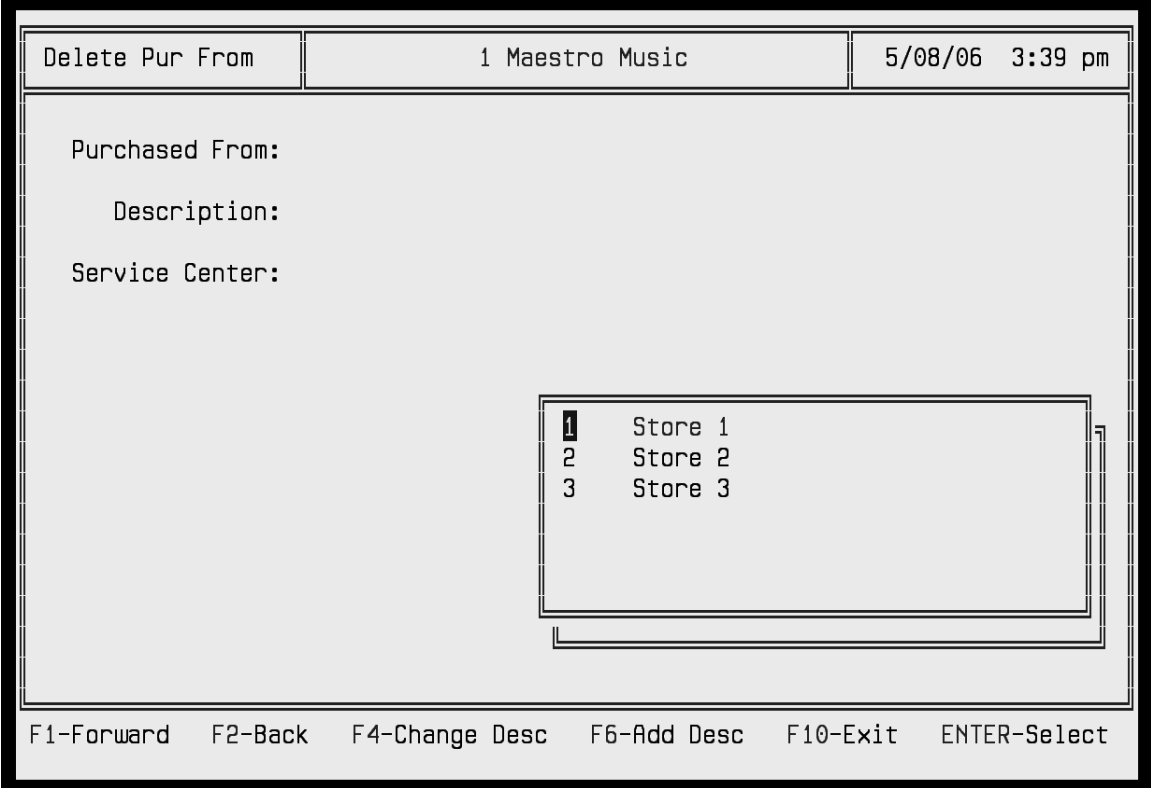 Delete Pur From 1 Maestro Music 5/08/06 3:39 pm
Purchased From:
Description:
Service Center:
1 Store 1
2 Store 2
3 Store 3
F1-Forward F2-Back F4-Change Desc F6-Add Desc F10-Exit ENTER-Select